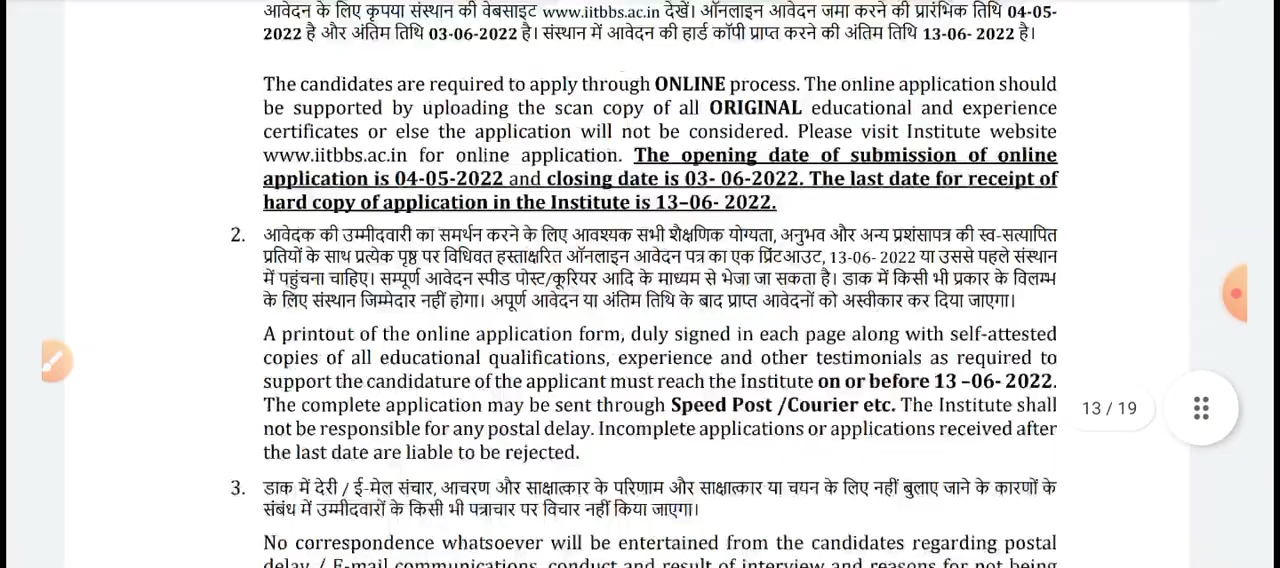 आवेदन के लिए कृपया संस्थान की वेबसाइट www.iitbbs.ac.in देखें। ऑनलाइन आवेदन जमा करने की प्रारंभिक तिथि 04-05-
2022 है और अंतिम तिथि 03-06-2022 है। संस्थान में आवेदन की हार्ड कॉपी प्राप्त करने की अंतिम तिथि 13-06- 2022 है।
The candidates are required to apply through ONLINE process. The online application should
be supported by uploading the scan copy of all ORIGINAL educational and experience
certificates or else the application will not be considered. Please visit Institute website
www.iitbbs.ac.in for online application. The opening date of submission of online
application is 04-05-2022 and closing date is 03- 06-2022. The last date for receipt of
hard copy of application in the Institute is 13–06- 2022.
2. आवेदक की उम्मीदवारी का समर्थन करने के लिए आवश्यक सभी शैक्षणिक योग्यता, अनुभव और अन्य प्रशंसापत्र की स्व-सत्यापित
प्रतियों के साथ प्रत्येक पृष्ठ पर विधिवत हस्ताक्षरित ऑनलाइन आवेदन पत्र का एक प्रिंटआउट, 13-06- 2022 या उससे पहले संस्थान
में पहुंचना चाहिए। सम्पूर्ण आवेदन स्पीड पोस्ट/कूरियर आदि के माध्यम से भेजा जा सकता है। डाक में किसी भी प्रकार के विलम्भ
के लिए संस्थान जिम्मेदार नहीं होगा। अपूर्ण आवेदन या अंतिम तिथि के बाद प्राप्त आवेदनों को अस्वीकार कर दिया जाएगा।
A printout of the online application form, duly signed in each page along with self-attested
copies of all educational qualifications, experience and other testimonials as required to
support the candidature of the applicant must reach the Institute on or before 13 –06- 2022.
The complete application may be sent through Speed Post /Courier etc. The Institute shall
not be responsible for any postal delay. Incomplete applications or applications received after
the last date are liable to be rejected.
13 / 19
3. डाक में देरी / ई-मेल संचार, आचरण और साक्षात्कार के परिणाम और साक्षात्कार या चयन के लिए नहीं बुलाए जाने के कारणों के
संबंध में उम्मीदवारों के किसी भी पत्राचार पर विचार नहीं किया जाएगा।
No correspondence whatsoever will be entertained from the candidates regarding postal
delay / E-mail communications, conduct and result of interview and reasons for not being